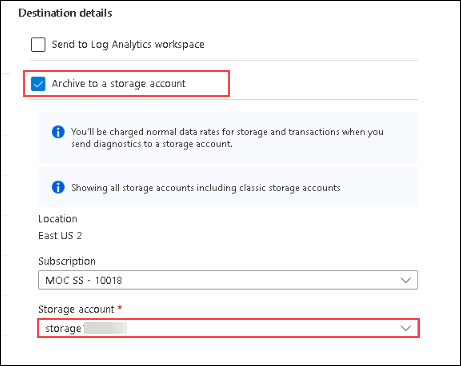 Destination details
Send to Log Analytics workspace
Archive to a storage account
You'll be charged normal data rates for storage and transactions when you
send diagnostics to a storage account.
Showing all storage accounts including classic storage accounts
Location
East US 2
Subscription
MOC SS - 10018
Storage account *
storage